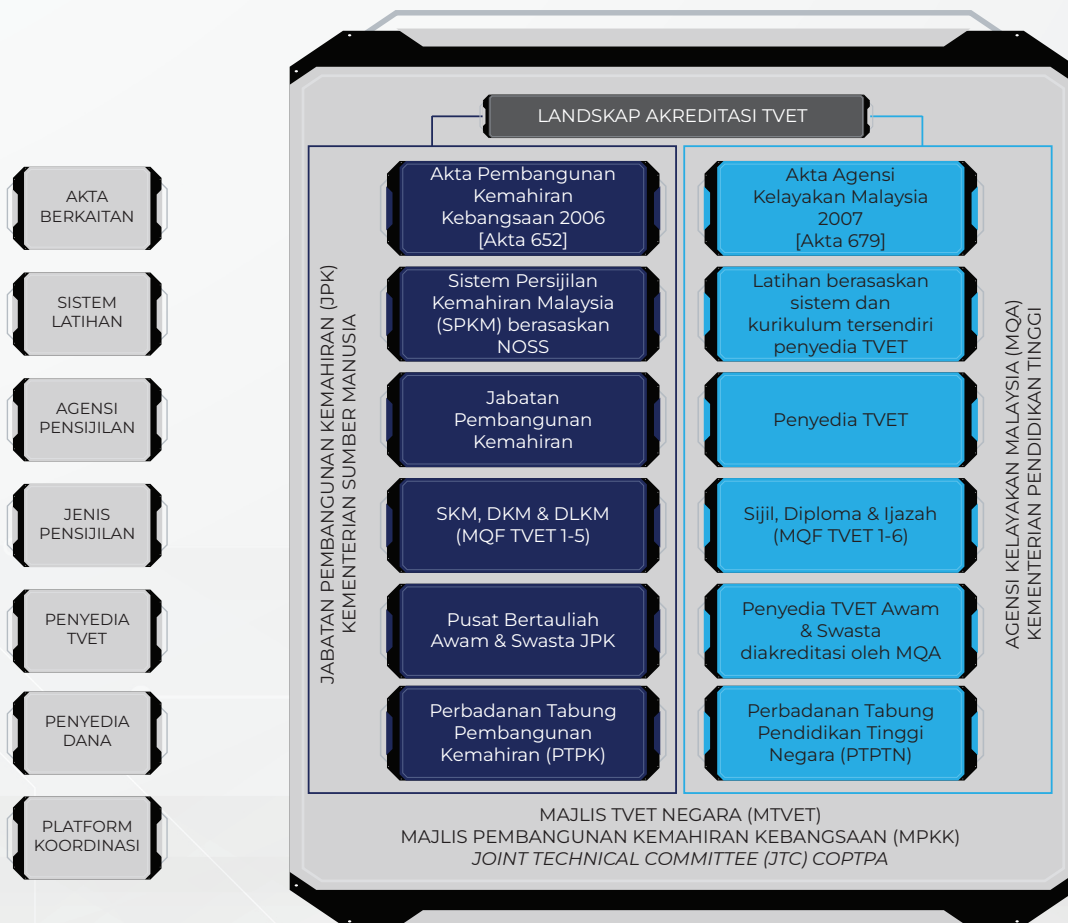 LANDSKAP AKREDITASI TVET
AKTA
BERKAITAN
Akta Pembangunan
Kemahiran
Kebangsaan 2006
[Akta 652]
Akta Agensi
Kelayakan Malaysia
2007
[Akta 679]
SISTEM
LATIHAN
Sistem Persijilan
Kemahiran Malaysia
(SPKM) berasaskan
NOSS
Latihan berasaskan
sistem dan
kurikulum tersendiri
penyedia TVET
AGENSI
PENSIJILAN
Jabatan
Pembangunan
Kemahiran
Penyedia TVET
JENIS
PENSIJILAN
SKM, DKM & DLKM
(MQF TVET 1-5)
Sijil, Diploma & Ijazah
(MQF TVET 1-6)
PENYEDIA
TVET
Pusat Bertauliah
Awam & Swasta JPK
Penyedia TVET Awam
& Swasta
diakreditasi oleh MQA
PENYEDIA
DANA
Perbadanan Tabung
Pembangunan
Kemahiran (PTPK)
Perbadanan Tabung
Pendidikan Tinggi
Negara (PTPTN)
JABATAN PEMBANGUNAN KEMAHIRAN (JPK)
KEMENTERIAN SUMBER MANUSIA
AGENSI KELAYAKAN MALAYSIA (MQA)
KEMENTERIAN PENDIDIKAN TINGGI
PLATFORM
KOORDINASI
MAJLIS TVET NEGARA (MTVET)
MAJLIS PEMBANGUNAN KEMAHIRAN KEBANGSAAN (MPKK)
JOINT TECHNICAL COMMITTEE (JTC) COPTPA